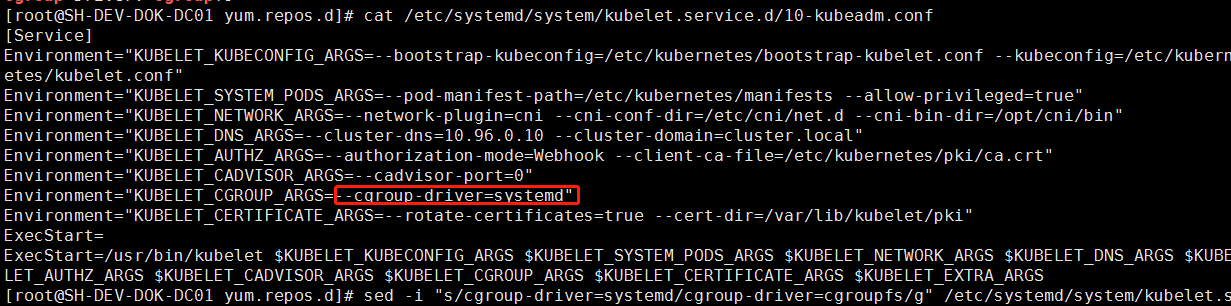 [root@SH-DEV-DOK-DC01 yum.repos.d]# cat /etc/systemd/system/kubelet.service.d/10-kubeadm.conf
[Service]
Environment="KUBELET_KUBECONFIG_ARGS=--bootstrap-kubeconfig=/etc/kubernetes/bootstrap-kubelet.conf --kubeconfig=/etc/kubern
etes/kubelet.conf"
Environment="KUBELET_SYSTEM_PODS_ARGS=--pod-manifest-path=/etc/kubernetes/manifests --allow-privileged=true"
Environment="KUBELET_NETWORK_ARGS=--network-plugin=cni --cni-conf-dir=/etc/cni/net.d --cni-bin-dir=/opt/cni/bin"
Environment="KUBELET_DNS_ARGS=--cluster-dns=10.96.0.10 --cluster-domain=cluster.local"
Environment="KUBELET_AUTHZ_ARGS=--authorization-mode=Webhook --client-ca-file=/etc/kubernetes/pki/ca.crt"
Environment="KUBELET_CADVISOR_ARGS=--cadvisor-port=0"
Environment="KUBELET_CGROUP_ARGS=--cgroup-driver=systemd"
Environment="KUBELET_CERTIFICATE_ARGS=--rotate-certificates=true --cert-dir=/var/lib/kubelet/pki"
ExecStart=
ExecStart=/usr/bin/kubelet $KUBELET_KUBECONFIG_ARGS $KUBELET_SYSTEM_PODS_ARGS $KUBELET_NETWORK_ARGS $KUBELET_DNS_ARGS $KUBE
LET_AUTHZ_ARGS $KUBELET_CADVISOR_ARGS $KUBELET_CGROUP_ARGS $KUBELET_CERTIFICATE_ARGS $KUBELET_EXTRA_ARGS
[root@SH-DEV-DOK-DC01 yum.repos.d]# sed -i "s/cgroup-driver=systemd/cgroup-driver=cgroupfs/g" /etc/systemd/system/kubelet.s